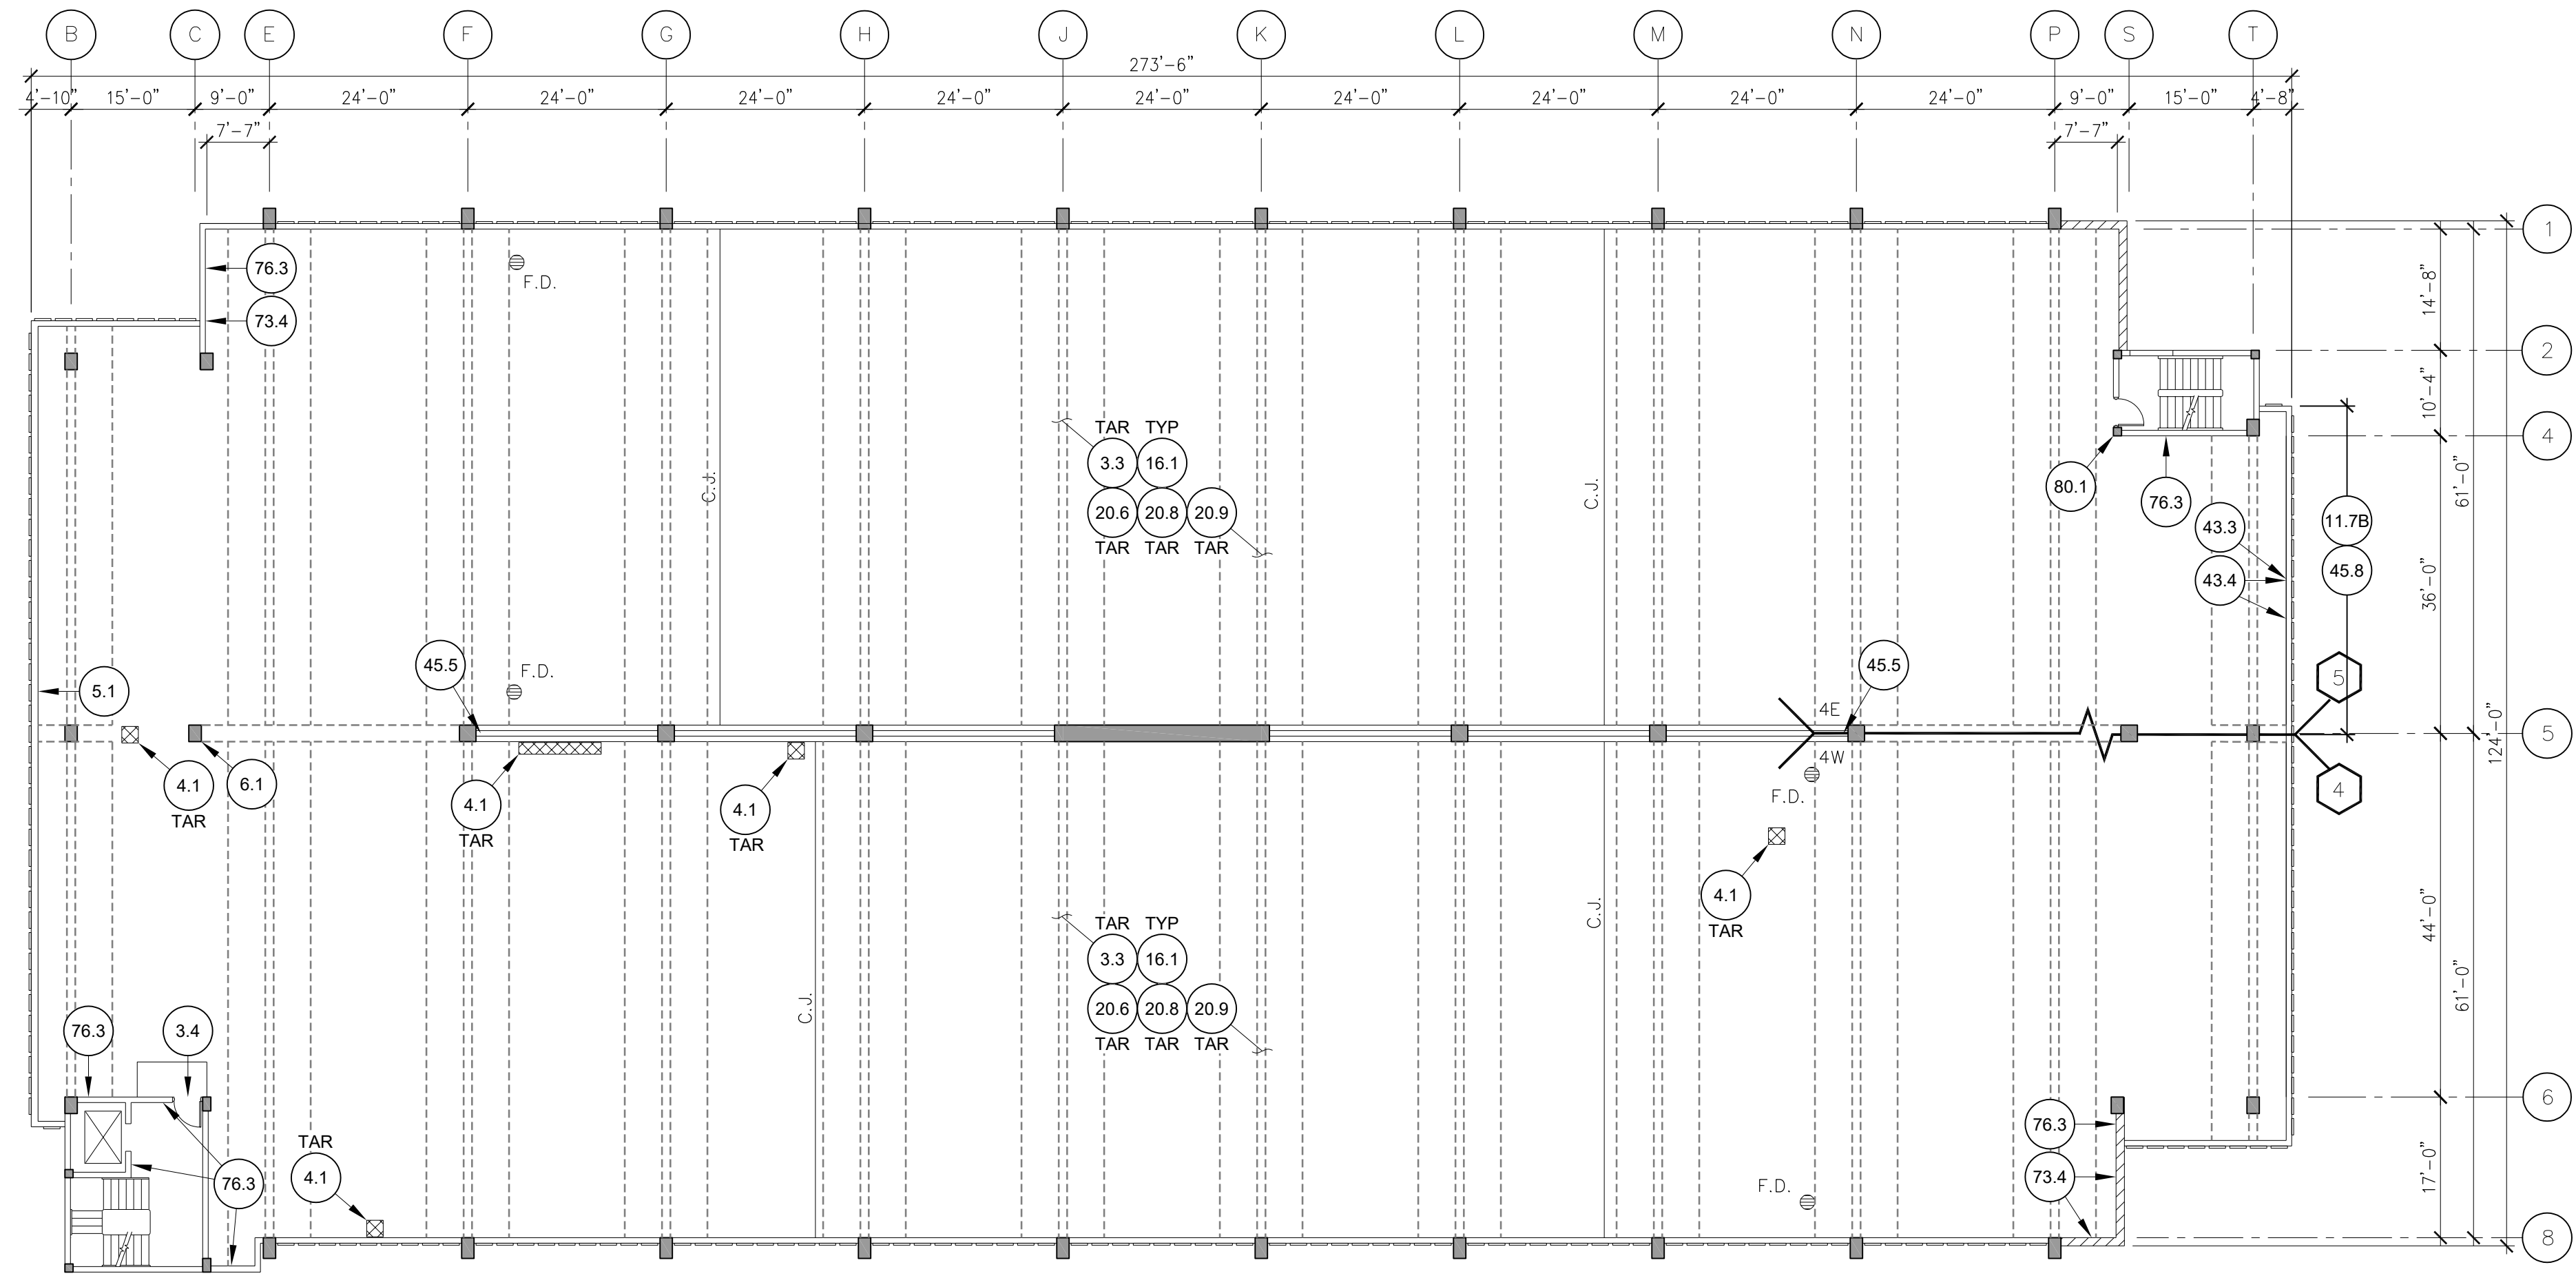 B C E F G H J K L M N P S T
273'-6"
4'-10" 15'-0" 9'-0" 24'-0" 24'-0" 24'-0" 24'-0" 24'-0" 24'-0" 24'-0" 24'-0" 24'-0" 9'-0" 15'-0" 4'-8"
7'-7" 7'-7"
1
76.3
F.D.
14'-8"
73.4
2
10'-4"
TAR TYP
4
3.3 16.1
C.J.
C.J.
80.1
76.3
61'-0"
20.6 20.8 20.9
TAR TAR TAR
43.3
11.7B
43.4
45.8
36'-0"
45.5
F.D.
45.5
5.1
5
4E
5
124'-0"
4W
4.1
TAR
6.1
4.1
TAR
4.1
TAR
F.D.
4
4.1
TAR
TAR TYP
3.3 16.1
C.J.
44'-0"
20.6 20.8 20.9
TAR TAR TAR
C.J.
61'-0"
76.3
3.4
6
76.3
TAR
4.1
76.3
F.D.
73.4
17'-0"
8